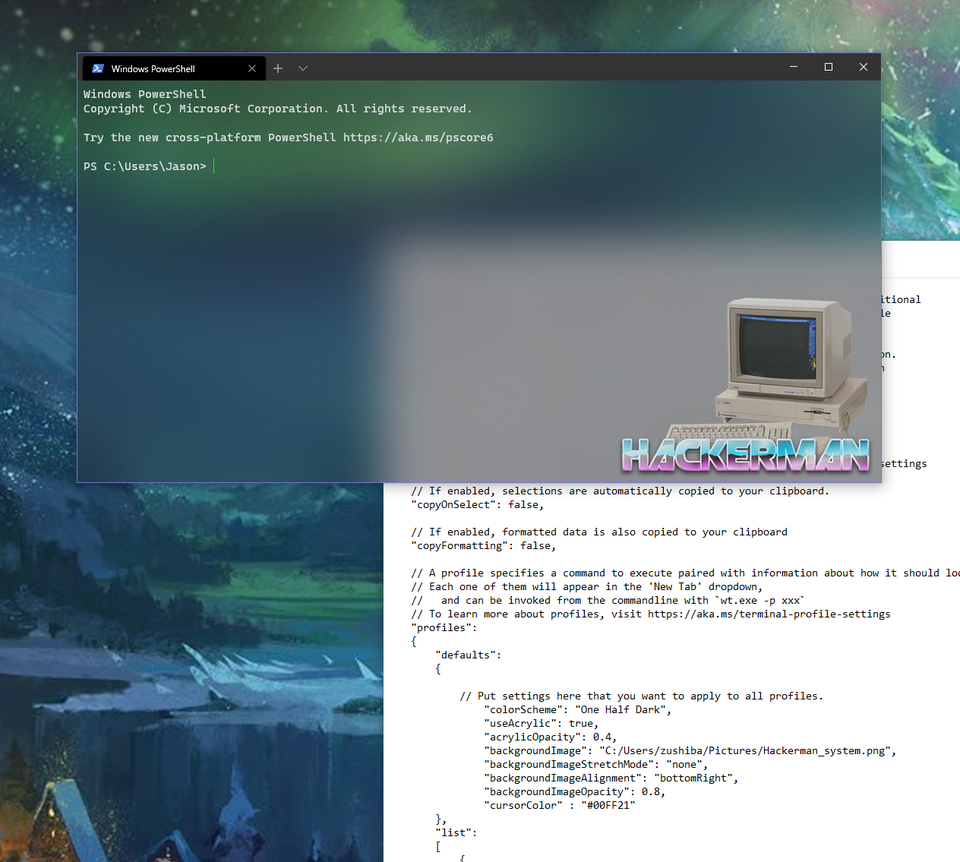 Windows PowerShell
Windows PowerShell
Copyright (C) Microsoft Corporation. All rights reserved.
Try the new cross-platform PowerShell https://aka.ms/pscore6
PS C:\Users\Jason>
itional
le
on.
n
HACKERMAN
settings
// If enabled, selections are automatically copied to your clipboard.
"copyOnSelect": false,
// If enabled, formatted data is also copied to your clipboard
"copyFormatting": false,
// A profile specifies a command to execute paired with information about how it should loo
// Each one of them will appear in the 'New Tab' dropdown,
//   and can be invoked from the commandline with `wt.exe -p xxx`
// To learn more about profiles, visit https://aka.ms/terminal-profile-settings
"profiles":
{
"defaults":
{
// Put settings here that you want to apply to all profiles.
"colorScheme": "One Half Dark",
"useAcrylic": true,
"acrylicOpacity": 0.4,
"backgroundImage": "C:/Users/zushiba/Pictures/Hackerman_system.png",
"backgroundImageStretchMode": "none",
"backgroundImageAlignment": "bottomRight",
"backgroundImageOpacity": 0.8,
"cursorColor" : "#00FF21"
},
"list":
[
{